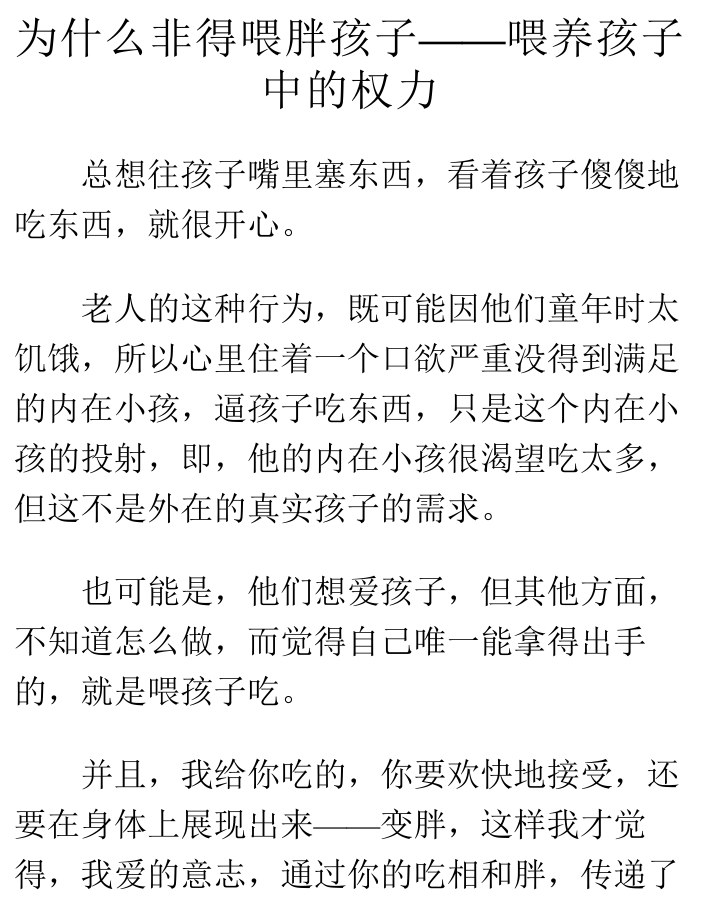 为什么非得喂胖孩子——喂养孩子
中的权力
总想往孩子嘴里塞东西，看着孩子傻傻地
吃东西，就很开心。
老人的这种行为，既可能因他们童年时太
饥饿，所以心里住着一个口欲严重没得到满足
的内在小孩，逼孩子吃东西，只是这个内在小
孩的投射，即，他的内在小孩很渴望吃太多，
但这不是外在的真实孩子的需求。
也可能是，他们想爱孩子，但其他方面，
不知道怎么做，而觉得自己唯一能拿得出手
的，就是喂孩子吃。
并且，我给你吃的，你要欢快地接受，还
要在身体上展现出来——变胖，这样我才觉
得，我爱的意志，通过你的吃相和胖，传递了